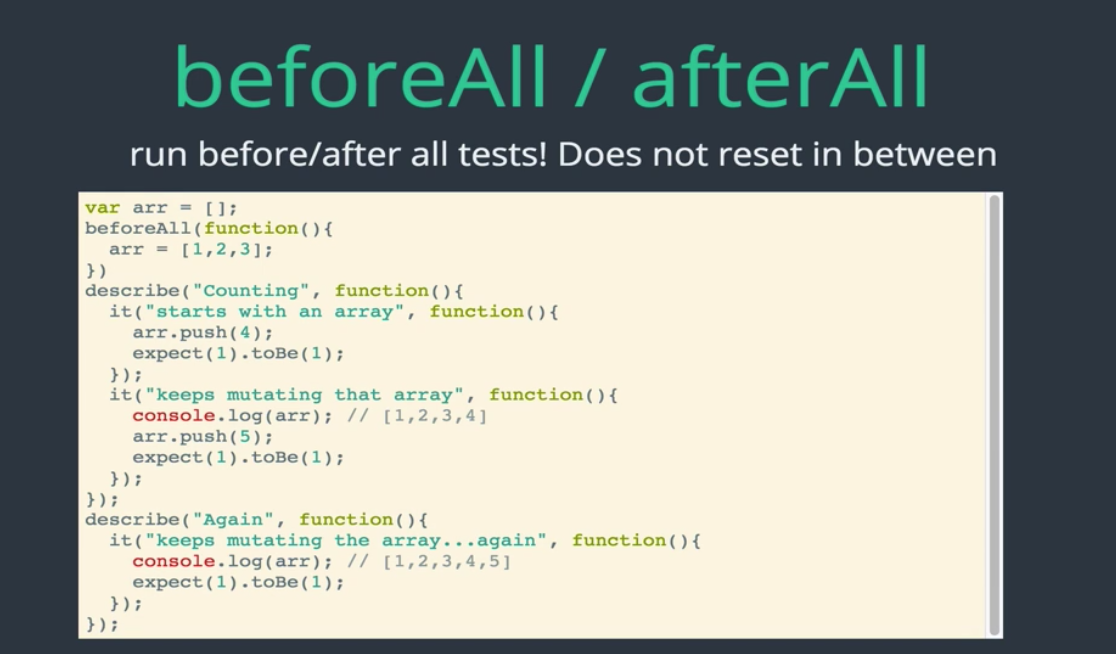 beforeAll / afterAll
run before/after all tests! Does not reset in between
var arr = [];
beforeAll(function(){
  arr = [1,2,3];
})
describe("Counting", function(){
  it("starts with an array", function(){
    arr.push(4);
    expect(1).toBe(1);
  });
  it("keeps mutating that array", function(){
    console.log(arr); // [1,2,3,4]
    arr.push(5);
    expect(1).toBe(1);
  });
});
describe("Again", function(){
  it("keeps mutating the array...again", function(){
    console.log(arr); // [1,2,3,4,5]
    expect(1).toBe(1);
  });
});